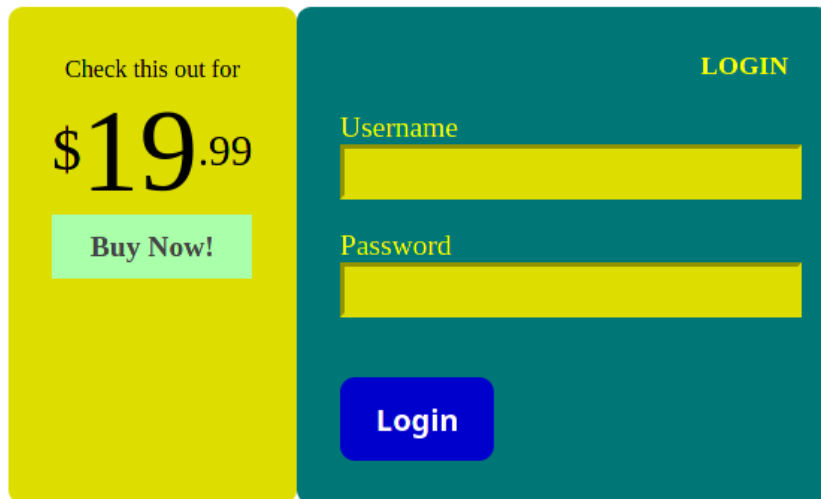 Check this out for
$19.99
Buy Now!
LOGIN
Username
Password
Login